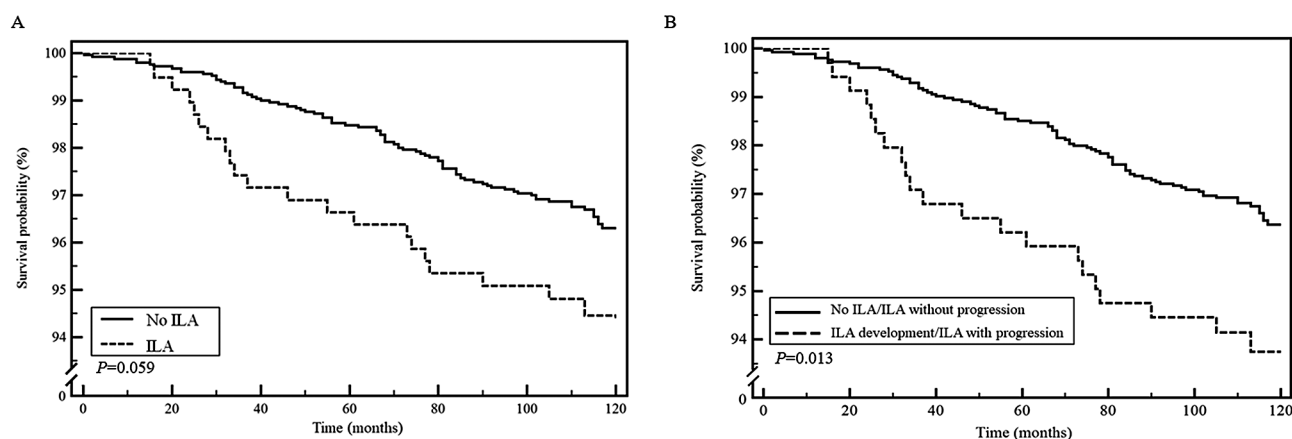 A
Survival probability (%)
100
99
98
97
96
95
94
0
No ILA
ILA
P=0.059
0 20 40 60 80 100 120
Time (months)
B
Survival probability (%)
100
99
98
97
96
95
94
0
No ILA/ILA without progression
ILA development/ILA with progression
P=0.013
0 20 40 60 80 100 120
Time (months)